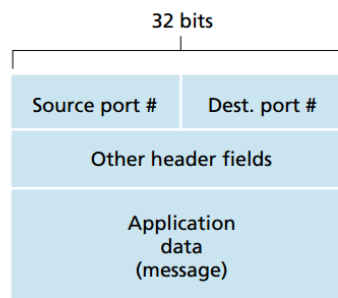 32 bits
Source port #
Dest. port #
Other header fields
Application
data
(message)